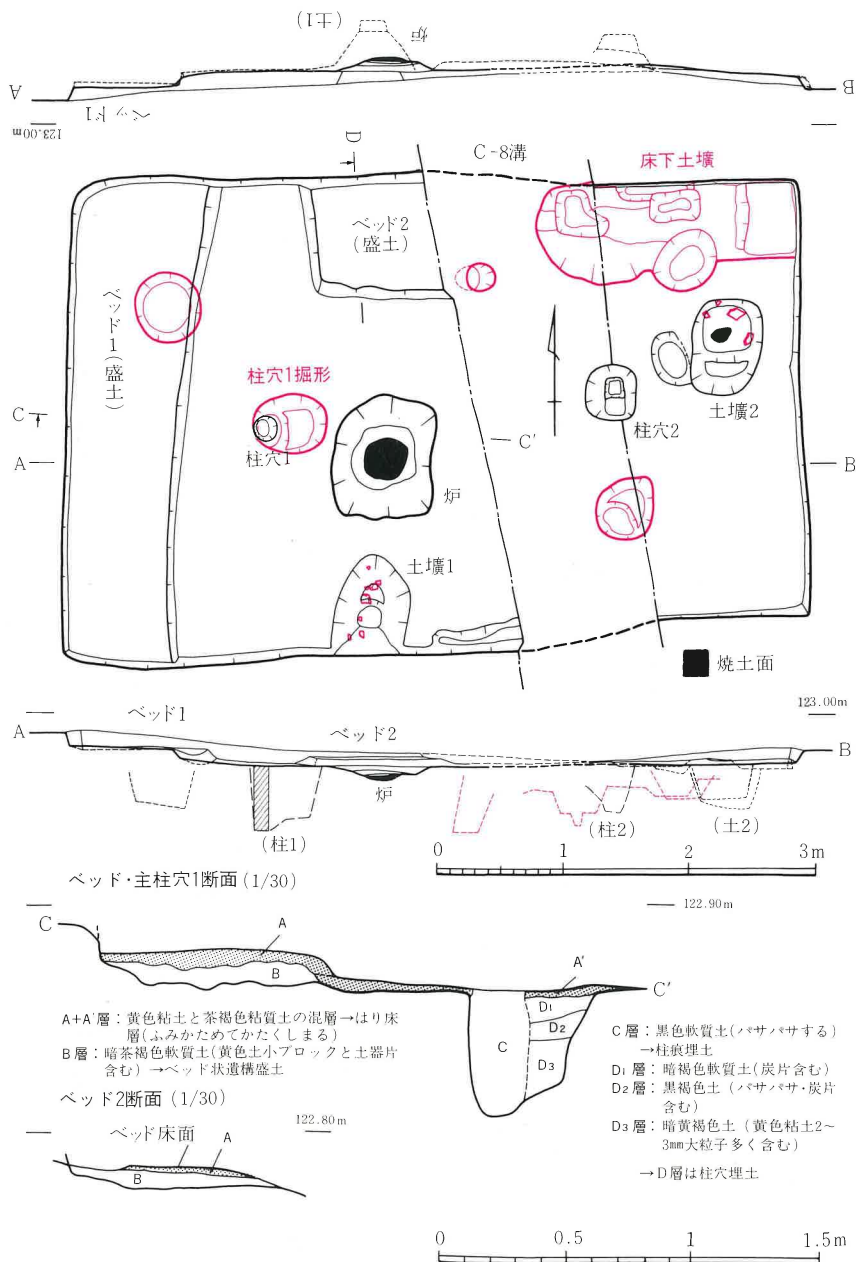 (土1)
炉
A
B
ベッド1
123.00m
D
C-8溝
床下土壙
ベッド2
(盛土)
ベッド1(盛土)
柱穴1掘形
土壙2
C
柱穴2
柱穴1
C'
A
B
炉
土壙1
焼土面
123.00m
ベッド1
A
ベッド2
B
炉
(柱1)
(柱2)
(土2)
0 1 2 3m
ベッド・主柱穴1断面(1/30)
122.90m
C
A
B
A'
C'
D1
D2
C
D3
A+A'層:黄色粘土と茶褐色粘質土の混層→はり床
層(ふみかためてかたくしまる)
B層:暗茶褐色軟質土(黄色土小ブロックと土器片
含む)→ベッド状遺構盛土
C層:黒色軟質土(バサバサする)
→柱痕埋土
D1層:暗褐色軟質土(炭片含む)
D2層:黒褐色土(バサバサ・炭片
含む)
D3層:暗黄褐色土(黄色粘土2~
3mm大粒子多く含む)
→D層は柱穴埋土
ベッド2断面(1/30)
122.80m
ベッド床面
A
B
0 0.5 1 1.5m